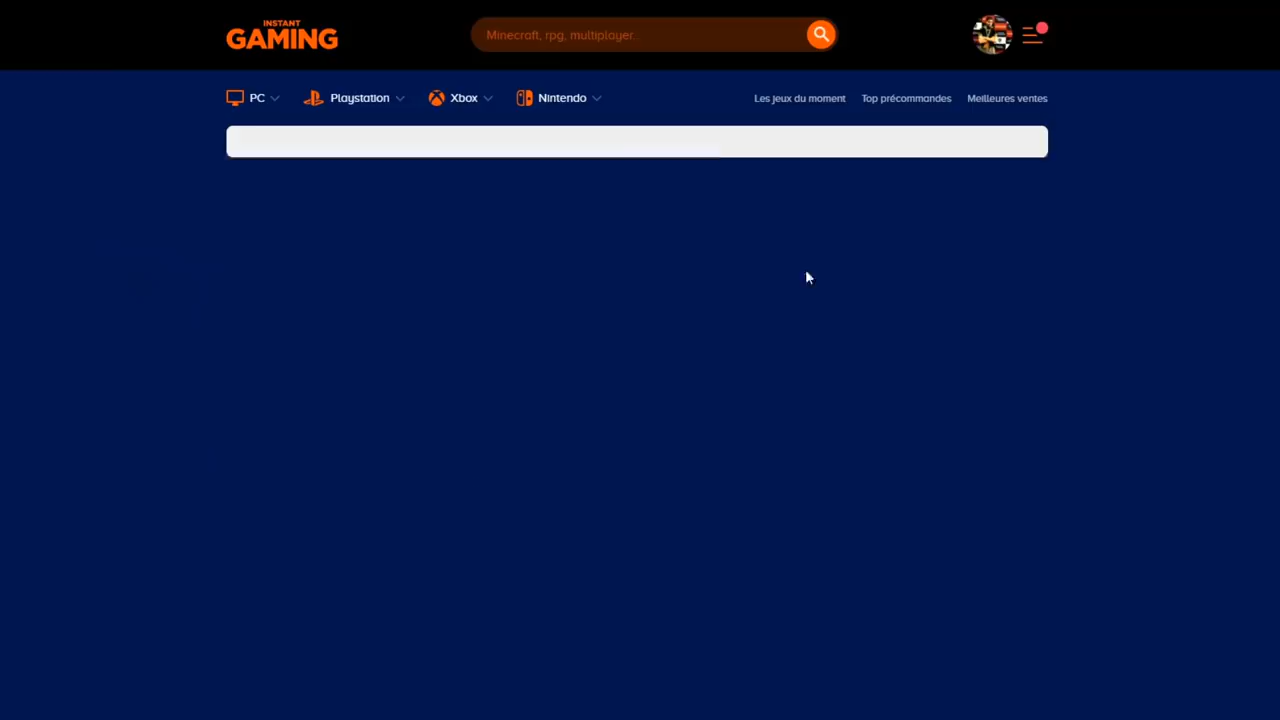 INSTANT
GAMING
Minecraft, rpg, multiplayer..
PC Playstation Xbox Nintendo Les jeux du moment Top précommandes Meilleures ventes